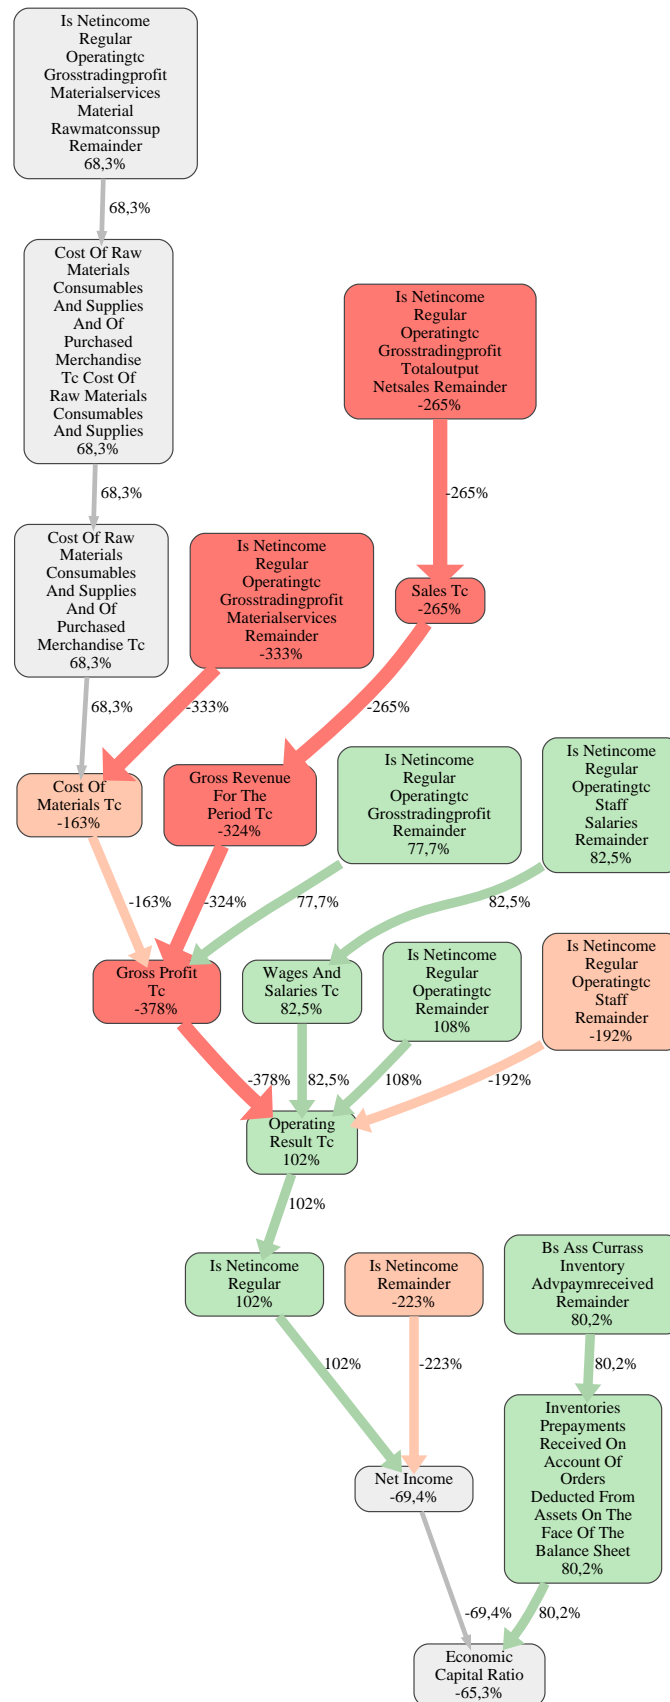 Is Netincome
Regular
Operatingtc
Grosstradingprofit
Materialservices
Material
Rawmatconssup
Remainder
68,3%
68,3%
Cost Of Raw
Materials
Consumables
And Supplies
And Of
Purchased
Merchandise
Tc Cost Of
Raw Materials
Consumables
And Supplies
68,3%
Is Netincome
Regular
Operatingtc
Grosstradingprofit
Totaloutput
Netsales Remainder
-265%
68,3%
-265%
Cost Of Raw
Materials
Consumables
And Supplies
And Of
Purchased
Merchandise Tc
68,3%
Is Netincome
Regular
Operatingtc
Grosstradingprofit
Materialservices
Remainder
-333%
Sales Tc
-265%
68,3%
-333%
-265%
Cost Of
Materials Tc
-163%
Gross Revenue
For The
Period Tc
-324%
Is Netincome
Regular
Operatingtc
Grosstradingprofit
Remainder
77,7%
Is Netincome
Regular
Operatingtc
Staff
Salaries
Remainder
82,5%
-163%
-324%
77,7%
82,5%
Gross Profit
Tc
-378%
Wages And
Salaries Tc
82,5%
Is Netincome
Regular
Operatingtc
Remainder
108%
Is Netincome
Regular
Operatingtc
Staff
Remainder
-192%
-378%
82,5%
108%
-192%
Operating
Result Tc
102%
102%
Is Netincome
Regular
102%
Is Netincome
Remainder
-223%
Bs Ass Currass
Inventory
Advpaymreceived
Remainder
80,2%
102%
-223%
80,2%
Net Income
-69,4%
Inventories
Prepayments
Received On
Account Of
Orders
Deducted From
Assets On The
Face Of The
Balance Sheet
80,2%
-69,4%
80,2%
Economic
Capital Ratio
-65,3%